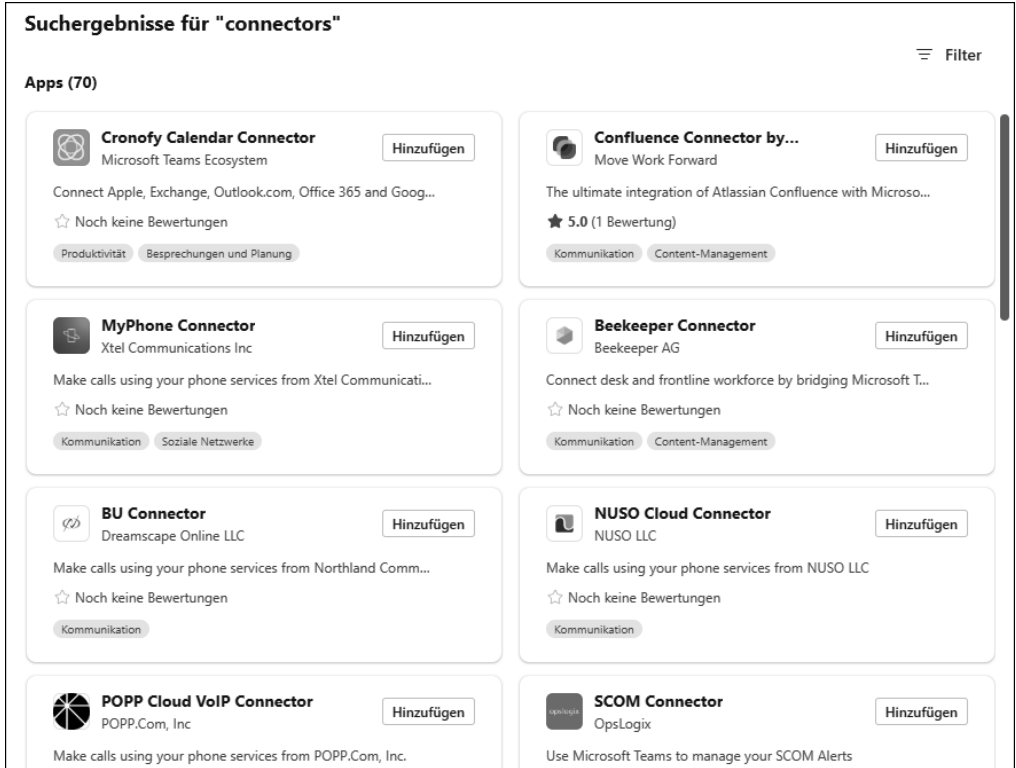 Suchergebnisse für "connectors"
Filter
Apps (70)
Cronofy Calendar Connector
Microsoft Teams Ecosystem
Hinzufügen
Connect Apple, Exchange, Outlook.com, Office 365 and Goog...
Noch keine Bewertungen
Produktivität
Besprechungen und Planung
Confluence Connector by...
Move Work Forward
Hinzufügen
The ultimate integration of Atlassian Confluence with Microso...
5.0 (1 Bewertung)
Kommunikation
Content-Management
MyPhone Connector
Xtel Communications Inc
Hinzufügen
Make calls using your phone services from Xtel Communicati...
Noch keine Bewertungen
Kommunikation
Soziale Netzwerke
Beekeeper Connector
Beekeeper AG
Hinzufügen
Connect desk and frontline workforce by bridging Microsoft T...
Noch keine Bewertungen
Kommunikation
Content-Management
BU Connector
Dreamscape Online LLC
Hinzufügen
Make calls using your phone services from Northland Comm...
Noch keine Bewertungen
Kommunikation
NUSO Cloud Connector
NUSO LLC
Hinzufügen
Make calls using your phone services from NUSO LLC
Noch keine Bewertungen
Kommunikation
POPP Cloud VoIP Connector
POPP.Com, Inc
Hinzufügen
Make calls using your phone services from POPP.Com, Inc.
opslogix
SCOM Connector
OpsLogix
Hinzufügen
Use Microsoft Teams to manage your SCOM Alerts